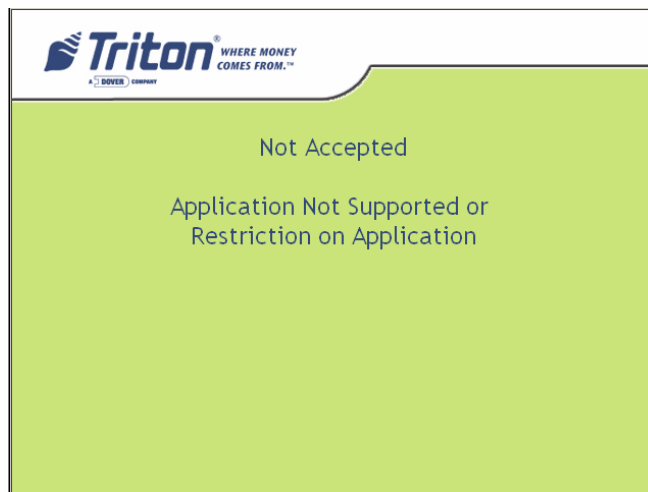 Triton® WHERE MONEY
COMES FROM.™
A DOVER COMPANY
Not Accepted
Application Not Supported or
Restriction on Application